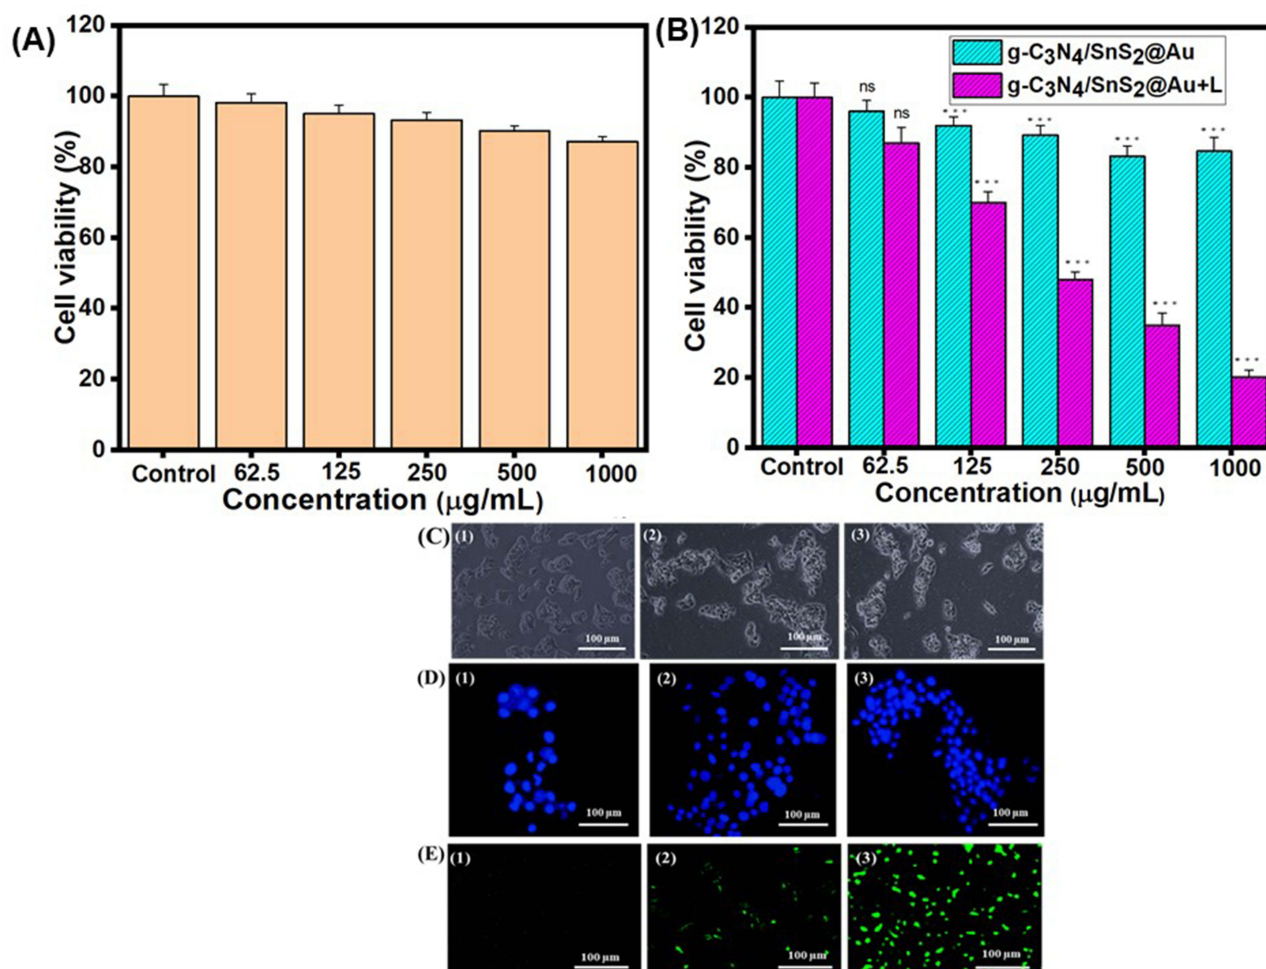 (A)
120
100
80
60
40
20
0
Cell viability (%)
Control 62.5 125 250 500 1000
Concentration (μg/mL)
(B)
120
100
80
60
40
20
0
Cell viability (%)
g-C₃N₄/SnS₂@Au
g-C₃N₄/SnS₂@Au+L
ns
ns
***
***
***
***
***
***
***
***
Control 62.5 125 250 500 1000
Concentration (μg/mL)
(C) (1) (2) (3)
100 μm 100 μm 100 μm
(D) (1) (2) (3)
100 μm 100 μm 100 μm
(E) (1) (2) (3)
100 μm 100 μm 100 μm